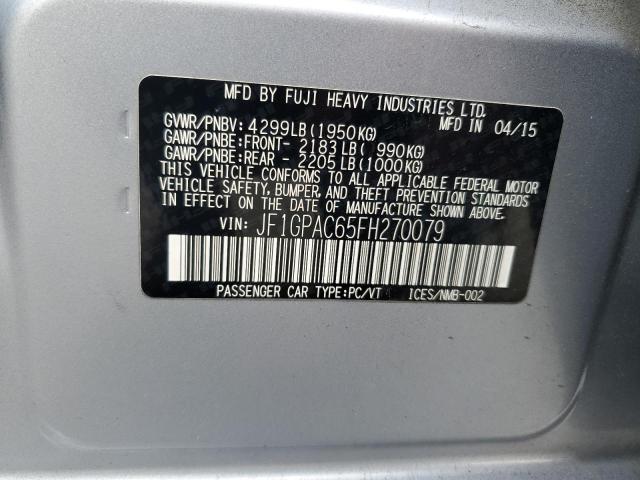 MFD BY FUJI HEAVY INDUSTRIES LTD.
MFD IN 04/15
GVWR/PNBV: 4299LB(1950KG)
GAWR/PNBE:FRONT- 2183LB( 990KG)
GAWR/PNBE:REAR - 2205LB(1000KG)
THIS VEHICLE CONFORMS TO ALL APPLICABLE FEDERAL MOTOR
VEHICLE SAFETY, BUMPER, AND THEFT PREVENTION STANDARDS
IN EFFECT ON THE DATE OF MANUFACTURE SHOWN ABOVE.
VIN: JF1GPAC65FH270079
PASSENGER CAR TYPE:PC/VT ICES/NMB-002